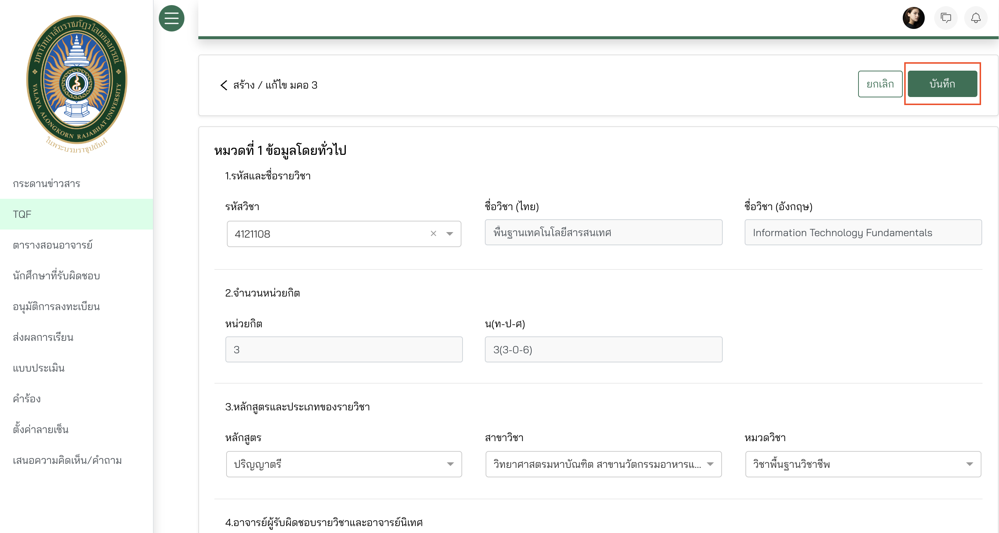 มหาวิทยาลัยราชภัฏวไลยอลงกรณ์
VALAYA ALONGKORN RAJABHAT UNIVERSITY
ในพระบรมราชูปถัมภ์
กระดานข่าวสาร
TQF
ตารางสอนอาจารย์
นักศึกษาที่รับผิดชอบ
อนุมัติการลงทะเบียน
ส่งผลการเรียน
แบบประเมิน
คำร้อง
ตั้งค่าลายเซ็น
เสนอความคิดเห็น/คำถาม
สร้าง / แก้ไข มคอ 3
ยกเลิก
บันทึก
หมวดที่ 1 ข้อมูลโดยทั่วไป
1.รหัสและชื่อรายวิชา
รหัสวิชา
ชื่อวิชา (ไทย)
ชื่อวิชา (อังกฤษ)
4121108
พื้นฐานเทคโนโลยีสารสนเทศ
Information Technology Fundamentals
2.จำนวนหน่วยกิต
หน่วยกิต
น(ท-ป-ศ)
3
3(3-0-6)
3.หลักสูตรและประเภทของรายวิชา
หลักสูตร
สาขาวิชา
หมวดวิชา
ปริญญาตรี
วิทยาศาสตรมหาบัณฑิต สาขานวัตกรรมอาหารแ...
วิชาพื้นฐานวิชาชีพ
4.อาจารย์ผู้รับผิดชอบรายวิชาและอาจารย์นิเทศ